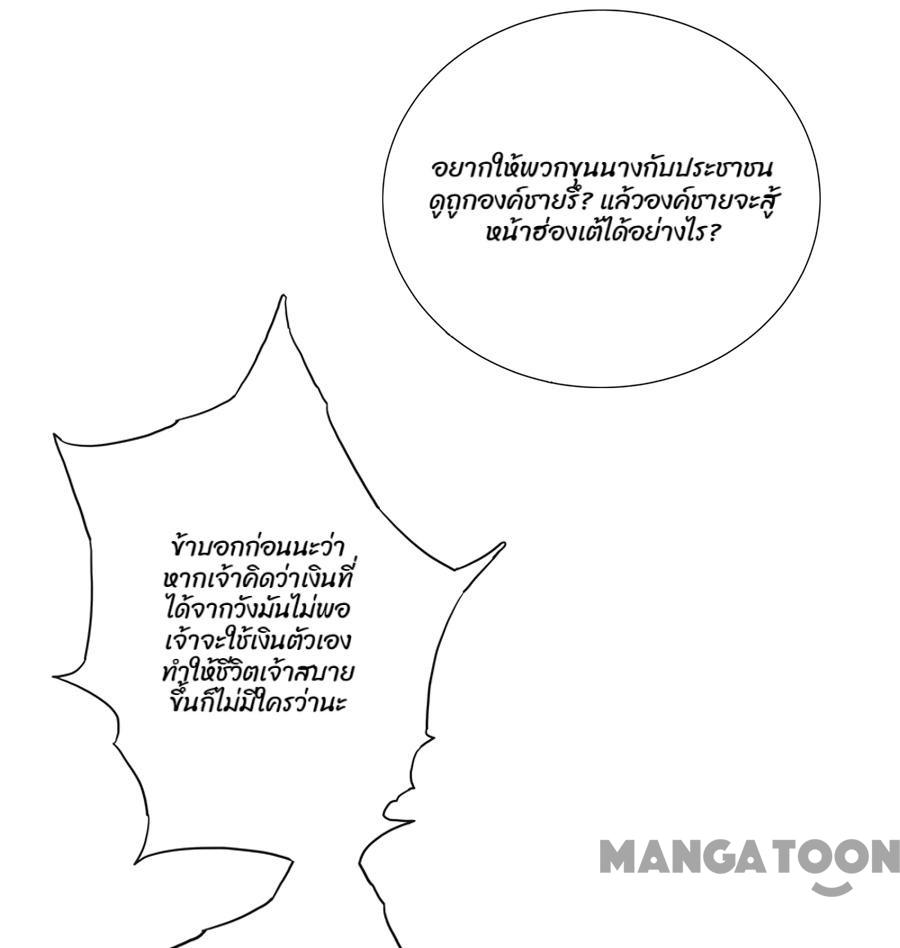 อยากให้พวกขุนนางกับประชาชน
ดูถูกองค์ชายรึ? แล้วองค์ชายจะสู้
หน้าฮ่องเต้ได้อย่างไร?
ข้าบอกก่อนนะว่า
หากเจ้าคิดว่าเงินที่
ได้จากวังมันไม่พอ
เจ้าจะใช้เงินตัวเอง
ทำให้ชีวิตเจ้าสบาย
ขึ้นก็ไม่มีใครว่านะ
MANGATOON